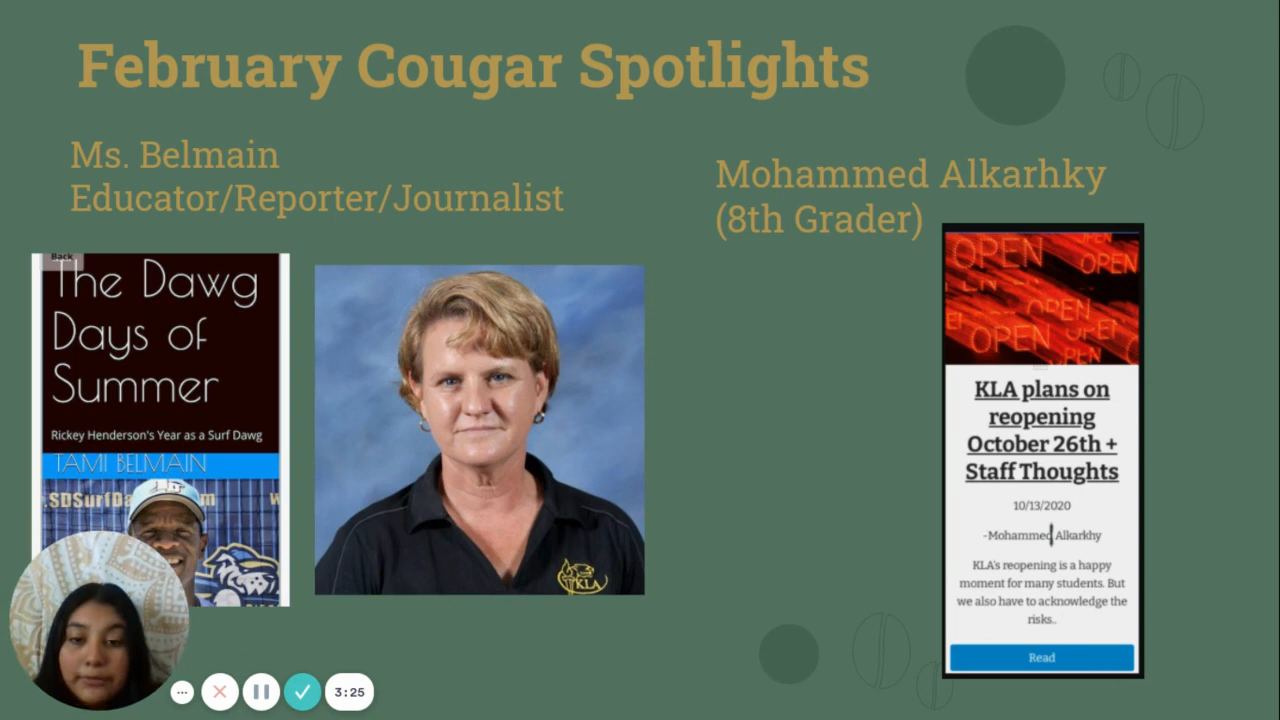 February Cougar Spotlights
Ms. Belmain
Educator/Reporter/Journalist
Mohammed Alkarhky
(8th Grader)
Back
The Dawg
Days of
Summer
Rickey Henderson's Year as a Surf Dawg
TAMI BELMAIN
KLA
OPEN
OPEN
OPEN
OPEN
KLA plans on
reopening
October 26th +
Staff Thoughts
10/13/2020
-Mohammed Alkarkhy
KLA's reopening is a happy
moment for many students. But
we also have to acknowledge the
risks..
Read
3:25